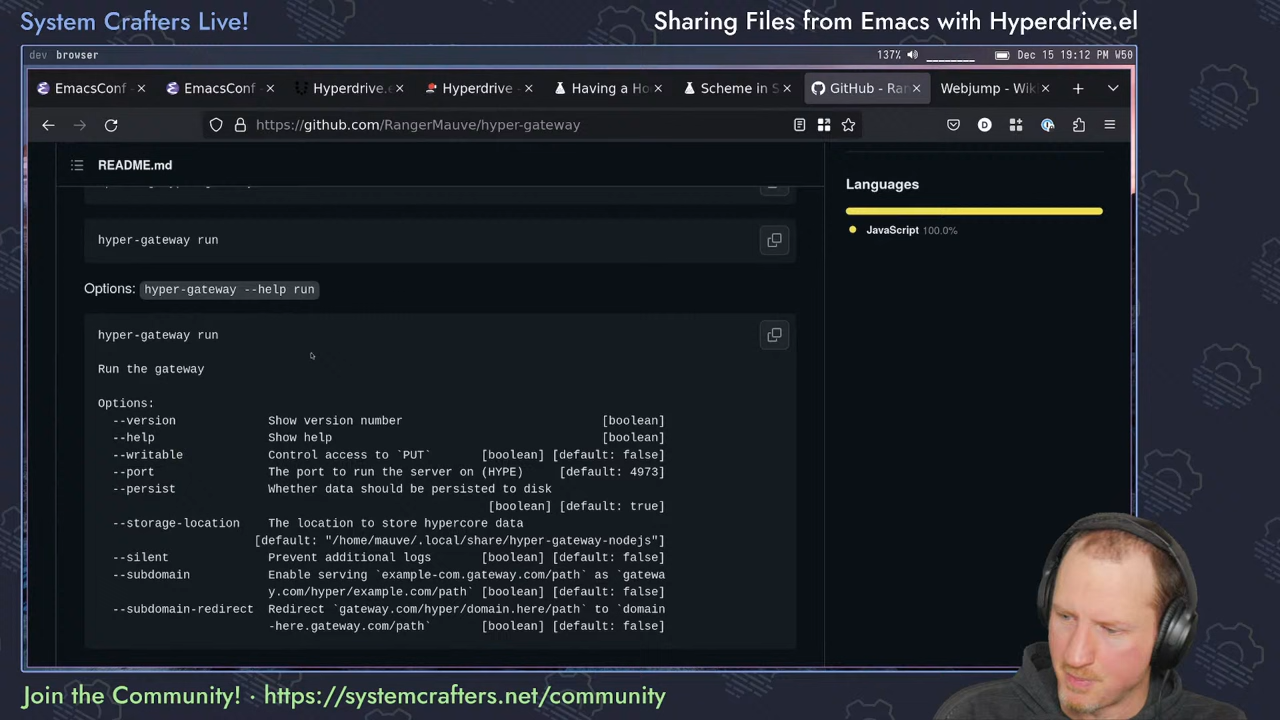 System Crafters Live!
Sharing Files from Emacs with Hyperdrive.el
dev browser
137% Dec 15 19:12 PM W50
EmacsConf - × EmacsConf - × Hyperdrive.e × Hyperdrive - × Having a Ho × Scheme in S × GitHub - Ran × Webjump - Wiki ×
https://github.com/RangerMauve/hyper-gateway
README.md
Languages
JavaScript 100.0%
hyper-gateway run
Options: hyper-gateway --help run
hyper-gateway run
Run the gateway
Options:
--version Show version number [boolean]
--help Show help [boolean]
--writable Control access to `PUT` [boolean] [default: false]
--port The port to run the server on (HYPE) [default: 4973]
--persist Whether data should be persisted to disk
[boolean] [default: true]
--storage-location The location to store hypercore data
[default: "/home/mauve/.local/share/hyper-gateway-nodejs"]
--silent Prevent additional logs [boolean] [default: false]
--subdomain Enable serving `example-com.gateway.com/path` as `gatewa
y.com/hyper/example.com/path` [boolean] [default: false]
--subdomain-redirect Redirect `gateway.com/hyper/domain.here/path` to `domain
-here.gateway.com/path` [boolean] [default: false]
Join the Community! · https://systemcrafters.net/community